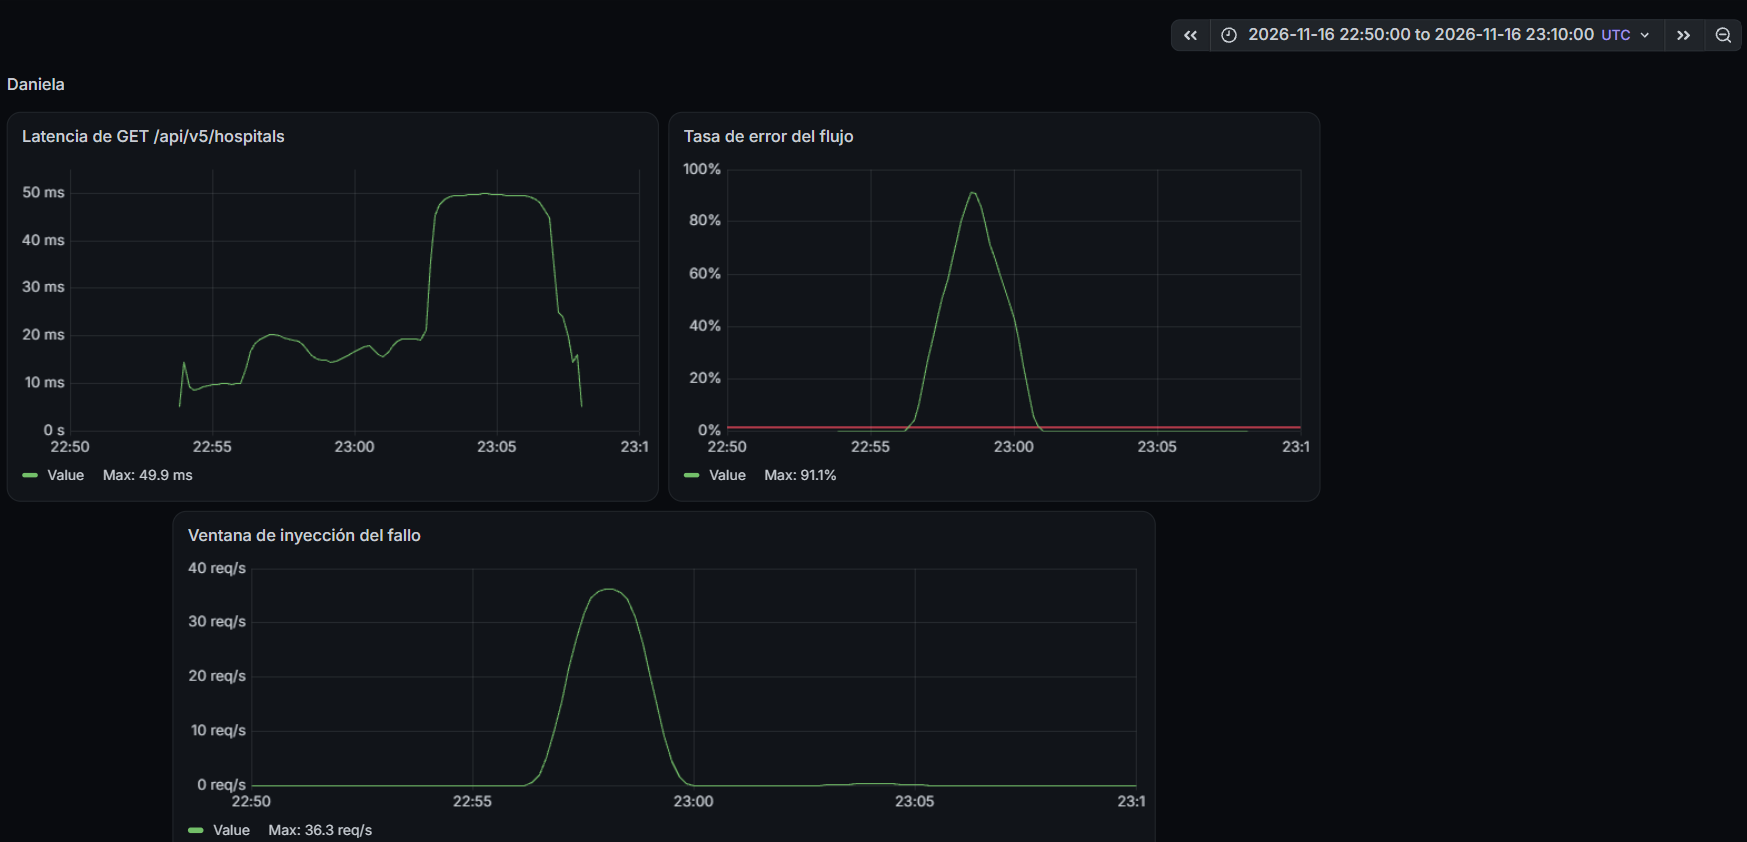 2026-11-16 22:50:00 to 2026-11-16 23:10:00 UTC
Daniela
Latencia de GET /api/v5/hospitals
50 ms
40 ms
30 ms
20 ms
10 ms
0 s
22:50 22:55 23:00 23:05 23:1
Value Max: 49.9 ms
Tasa de error del flujo
100%
80%
60%
40%
20%
0%
22:50 22:55 23:00 23:05 23:1
Value Max: 91.1%
Ventana de inyección del fallo
40 req/s
30 req/s
20 req/s
10 req/s
0 req/s
22:50 22:55 23:00 23:05 23:1
Value Max: 36.3 req/s